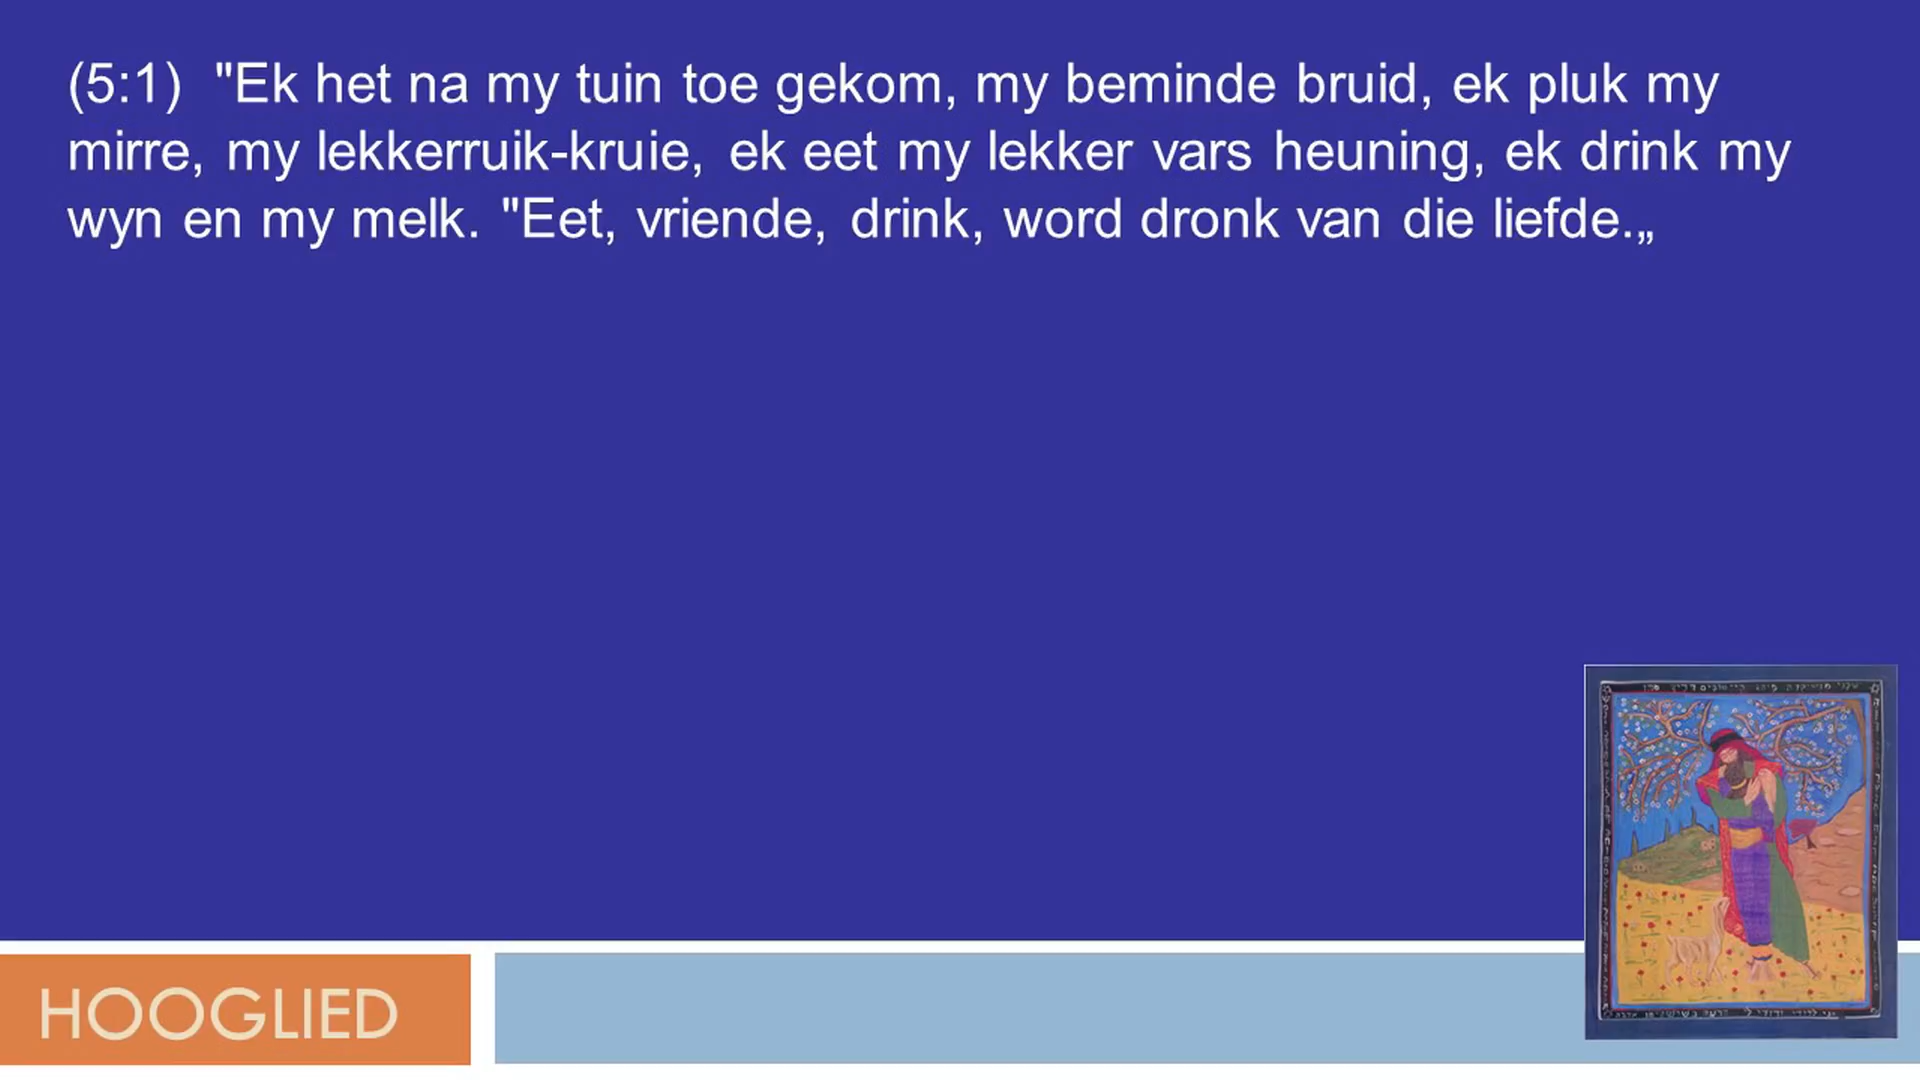 (5:1) "Ek het na my tuin toe gekom, my beminde bruid, ek pluk my
mirre, my lekkerruik-kruie, ek eet my lekker vars heuning, ek drink my
wyn en my melk. "Eet, vriende, drink, word dronk van die liefde.„
HOOGLIED